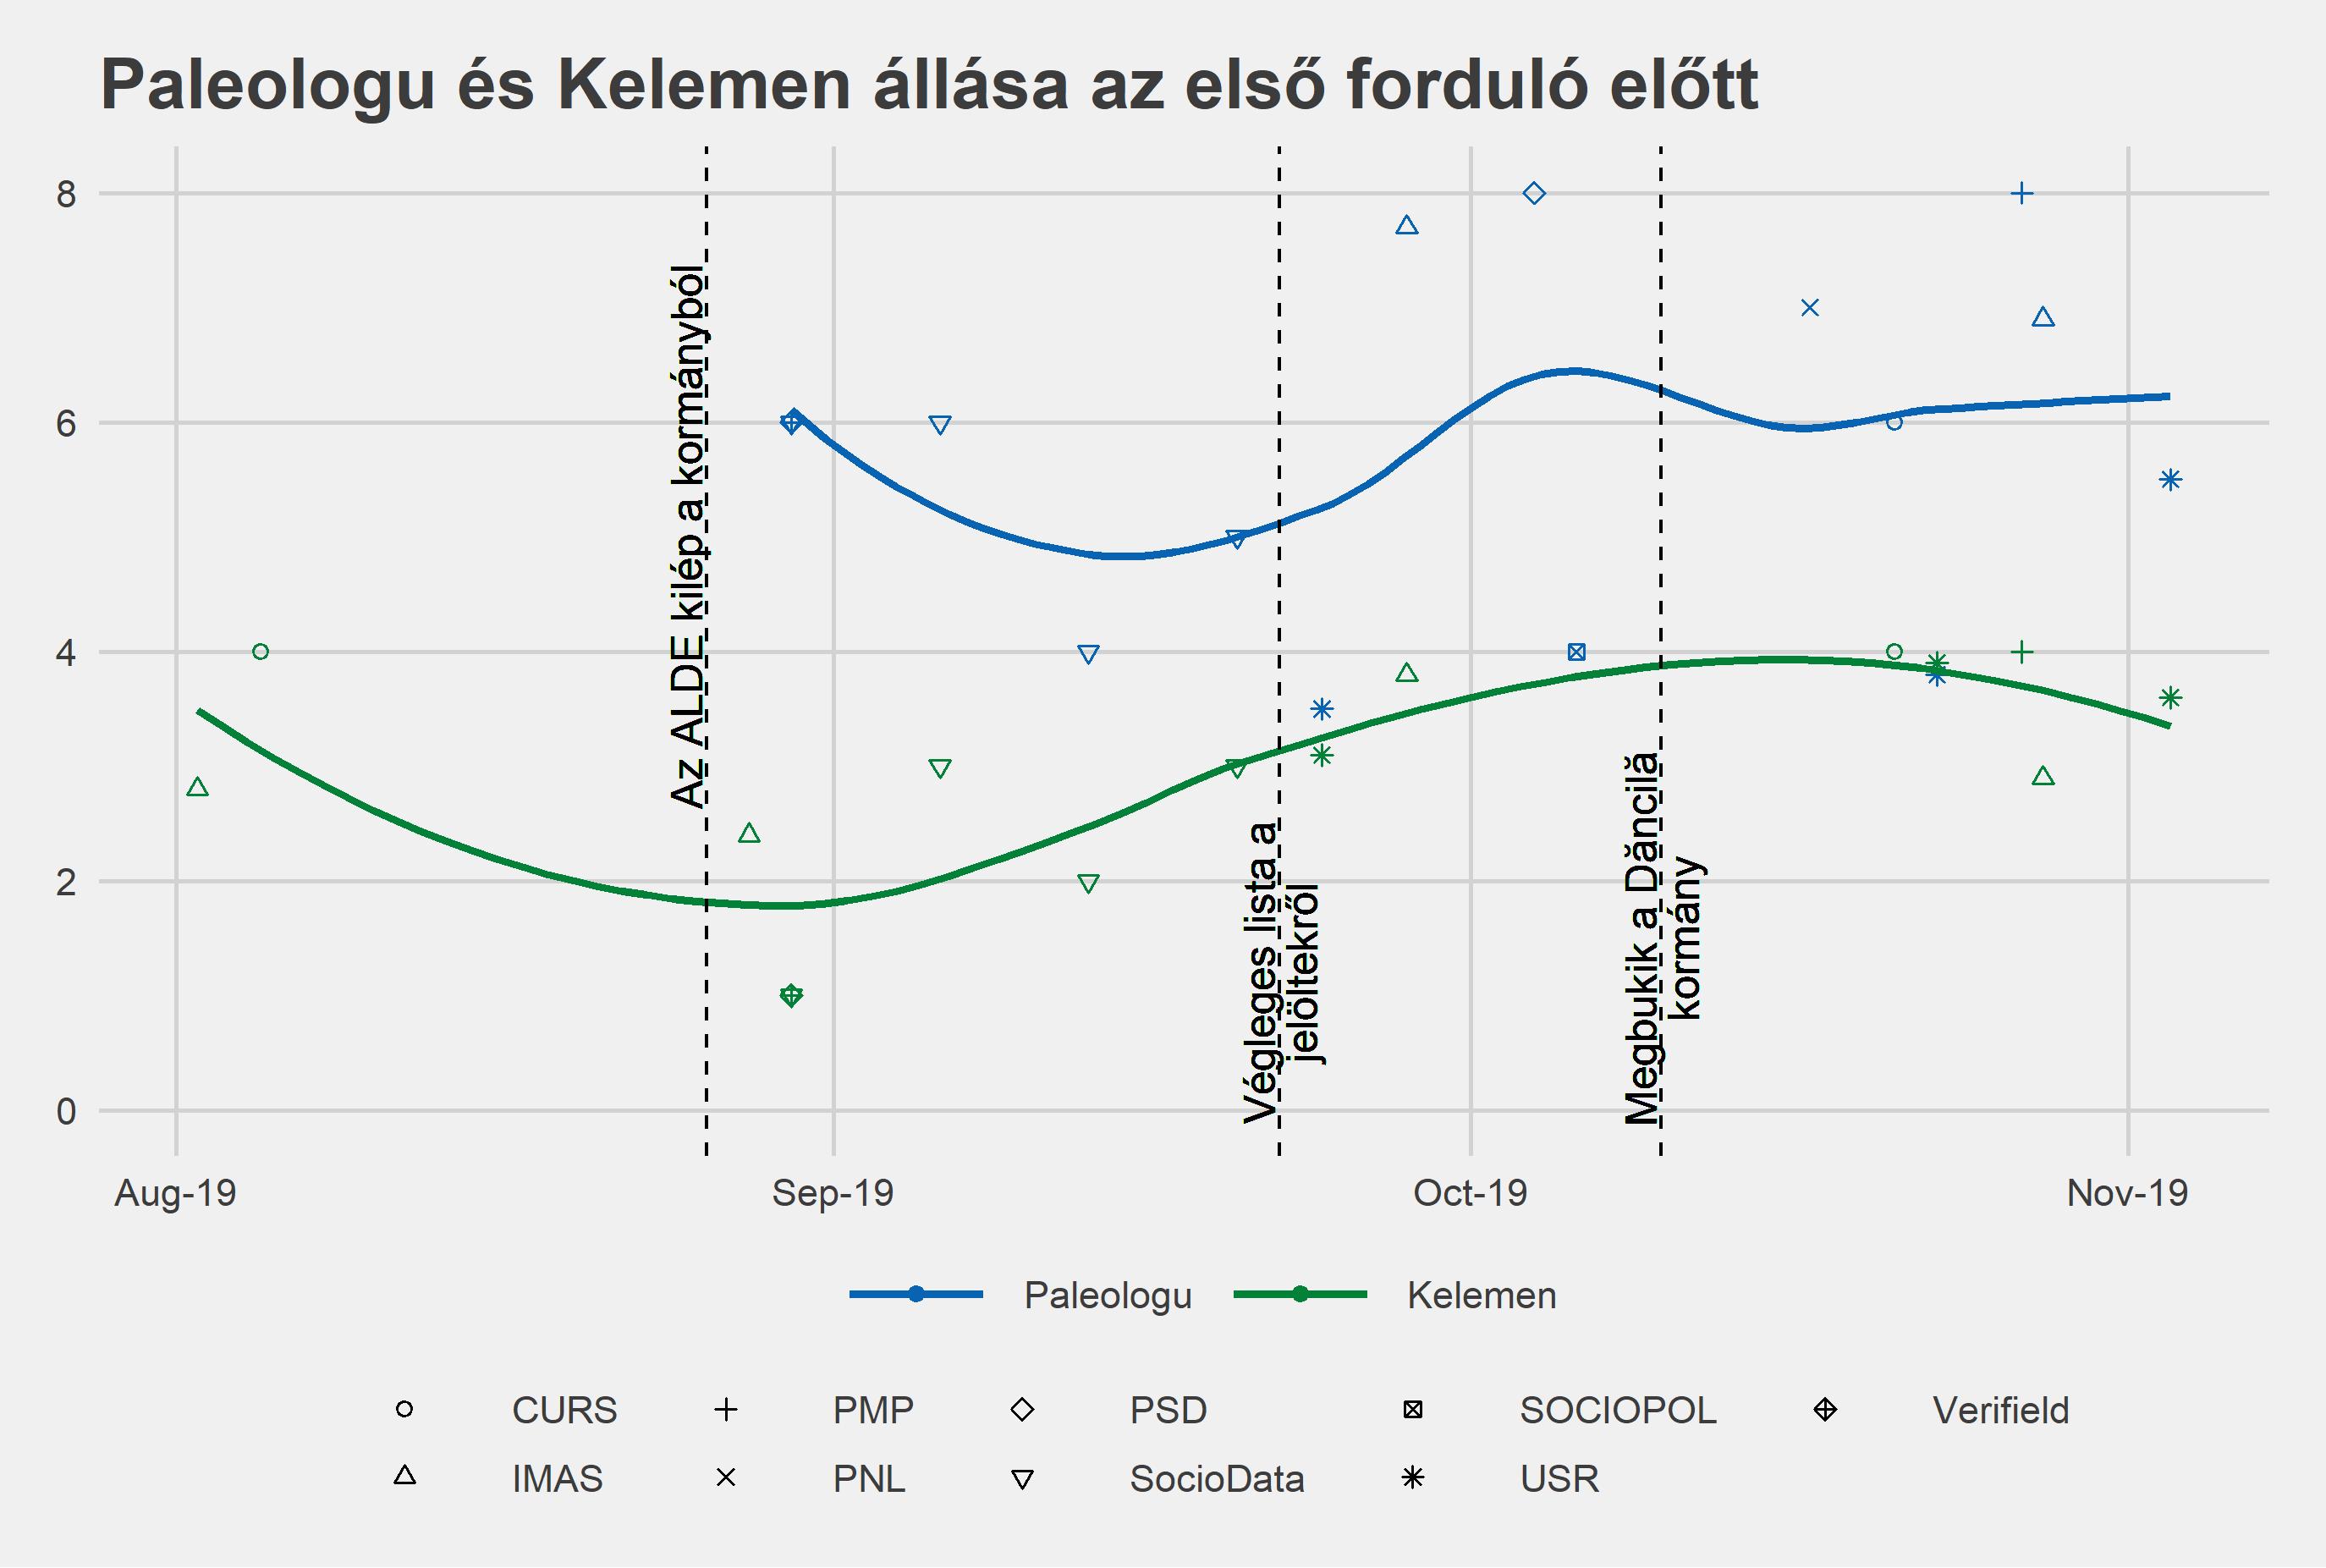 Paleologu és Kelemen állása az első forduló előtt
8
6
4
2
0
Az ALDE kilép a kormányból
Végleges lista a
jelöltekről
Megbukik a Dăncilă
kormány
Aug-19
Sep-19
Oct-19
Nov-19
Paleologu
Kelemen
CURS
PMP
PSD
SOCIOPOL
Verifield
IMAS
PNL
SocioData
USR